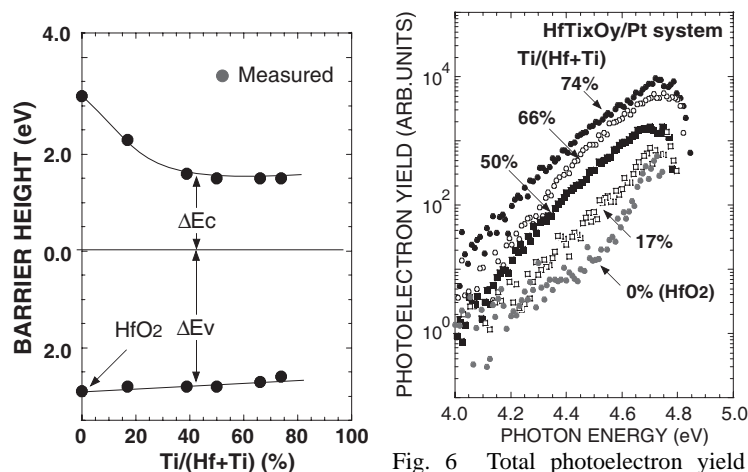 4.0
2.0
0.0
2.0
BARRIER HEIGHT (eV)
Measured
ΔEc
ΔEv
HfO2
0 20 40 60 80 100
Ti/(Hf+Ti) (%)
HfTixOy/Pt system
Ti/(Hf+Ti)
74%
66%
50%
17%
0% (HfO2)
10^4
10^2
10^0
PHOTOELECTRON YIELD (ARB.UNITS)
4.0 4.2 4.4 4.6 4.8 5.0
PHOTON ENERGY (eV)
Fig. 6 Total photoelectron yield